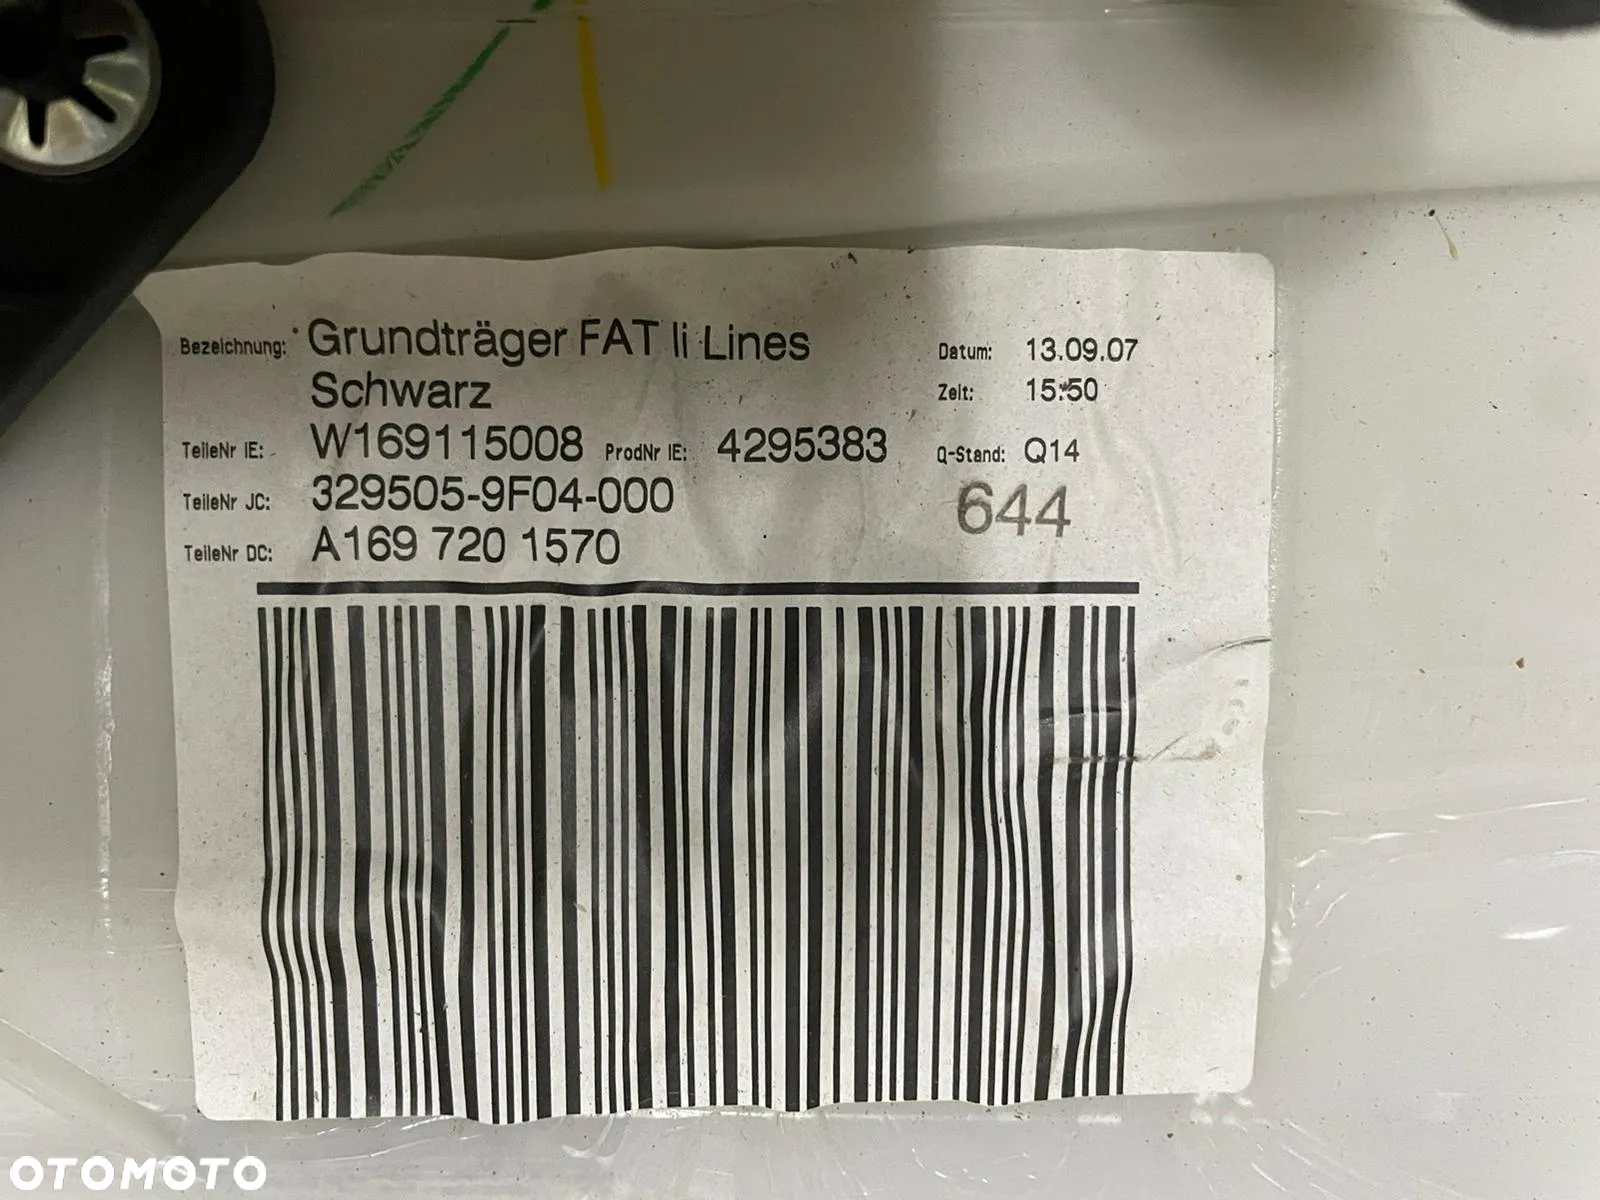 Bezeichnung: Grundträger FAT li Lines
Schwarz
Datum: 13.09.07
Zeit: 15:50
TeileNr IE: W169115008 ProdNr IE: 4295383 Q-Stand: Q14
TeileNr JC: 329505-9F04-000 644
TeileNr DC: A169 720 1570
OTOMOTO